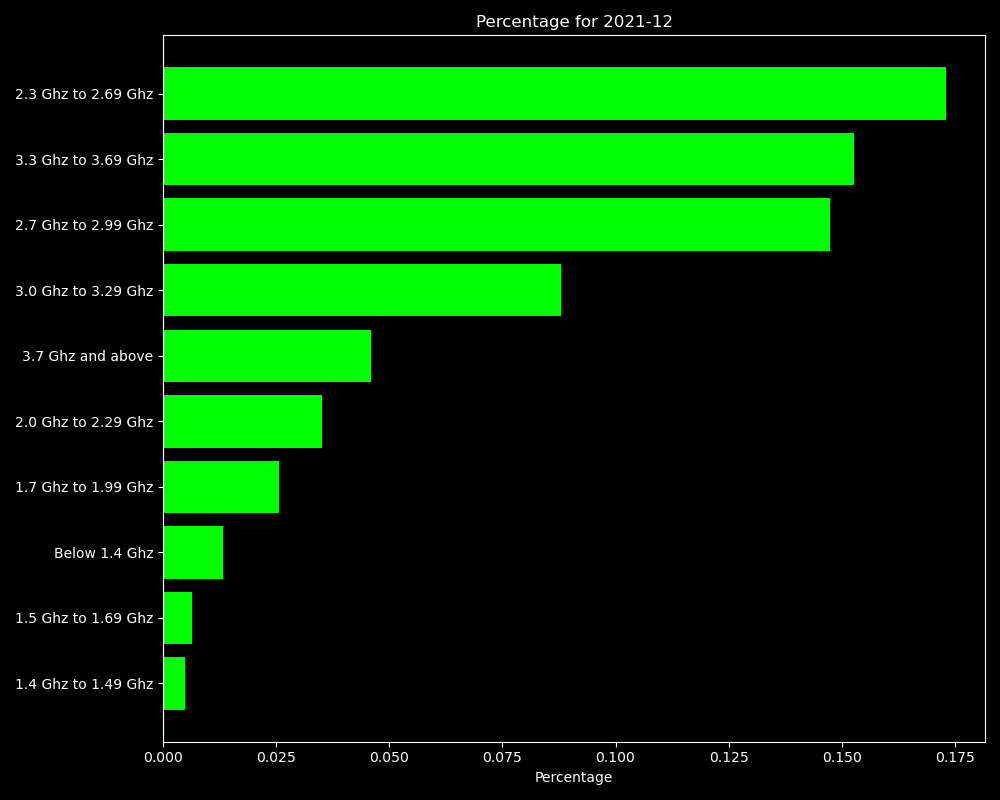 Percentage for 2021-12
2.3 Ghz to 2.69 Ghz
3.3 Ghz to 3.69 Ghz
2.7 Ghz to 2.99 Ghz
3.0 Ghz to 3.29 Ghz
3.7 Ghz and above
2.0 Ghz to 2.29 Ghz
1.7 Ghz to 1.99 Ghz
Below 1.4 Ghz
1.5 Ghz to 1.69 Ghz
1.4 Ghz to 1.49 Ghz
0.000 0.025 0.050 0.075 0.100 0.125 0.150 0.175
Percentage